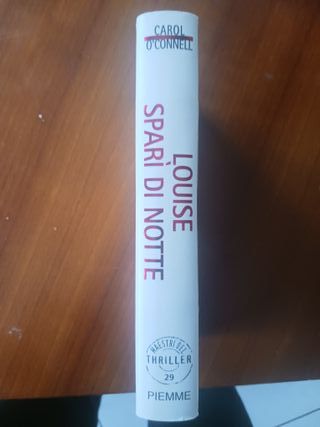 CAROL
O'CONNELL
LOUISE
SPARÌ DI NOTTE
MAESTRI DEL
THRILLER
29
PIEMME